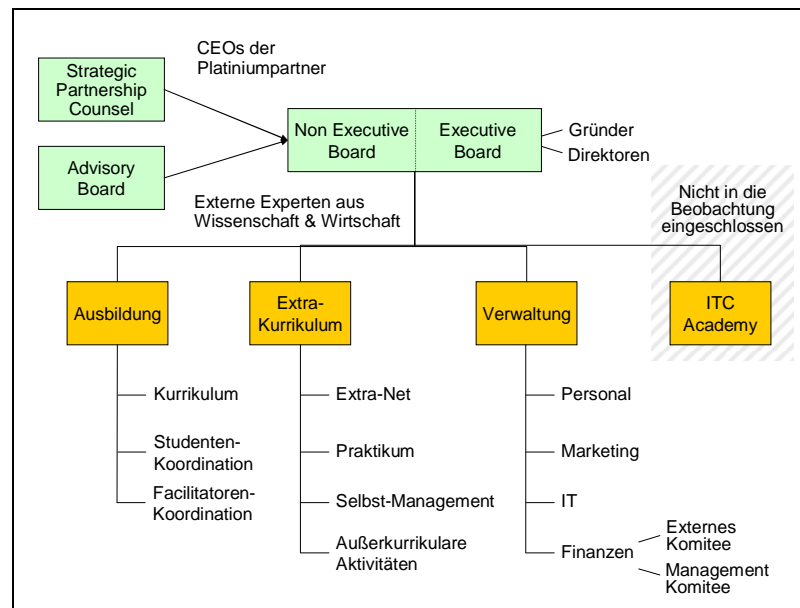 CEOs der
Platiniumpartner
Strategic
Partnership
Counsel
Non Executive
Board
Executive
Board
Gründer
Direktoren
Advisory
Board
Externe Experten aus
Wissenschaft & Wirtschaft
Nicht in die
Beobachtung
eingeschlossen
Ausbildung
Extra-
Kurrikulum
Verwaltung
ITC
Academy
Kurrikulum
Studenten-
Koordination
Facilitatoren-
Koordination
Extra-Net
Praktikum
Selbst-Management
Außerkurrikulare
Aktivitäten
Personal
Marketing
IT
Finanzen
Externes
Komitee
Management
Komitee